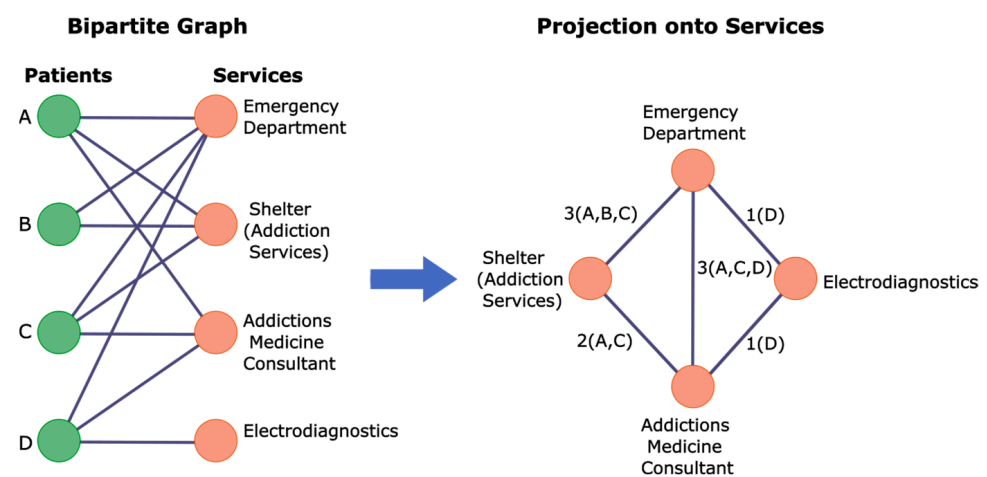 Bipartite Graph
Patients
Services
A
Emergency
Department
B
Shelter
(Addiction
Services)
C
Addictions
Medicine
Consultant
D
Electrodiagnostics
Projection onto Services
Emergency
Department
3(A,B,C)
1(D)
Shelter
(Addiction
Services)
3(A,C,D)
Electrodiagnostics
2(A,C)
1(D)
Addictions
Medicine
Consultant